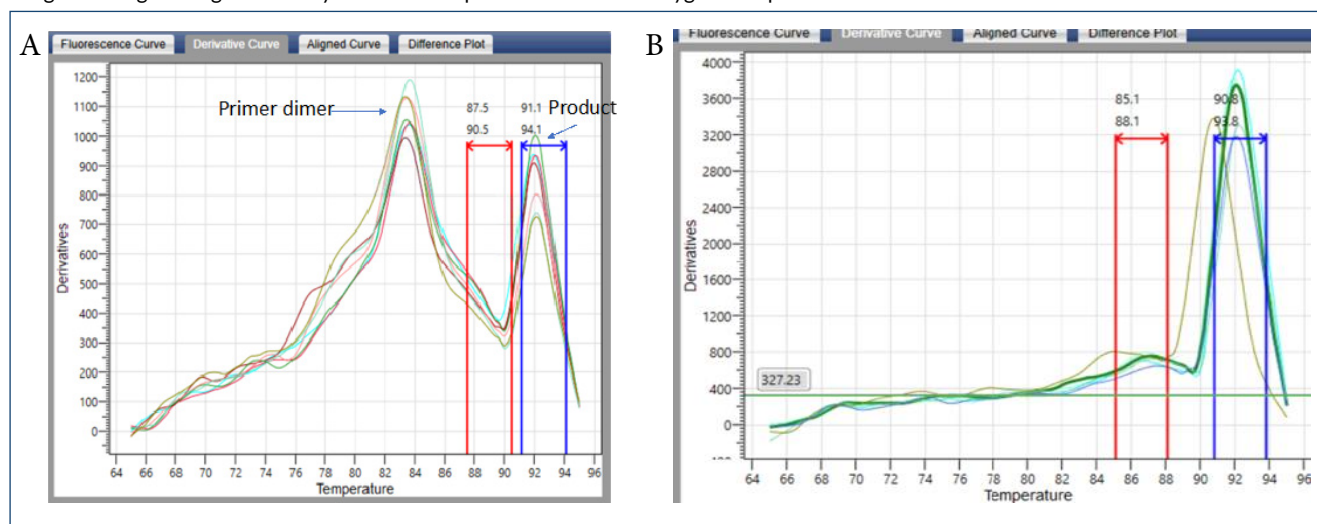 A
Fluorescence Curve Derivative Curve Aligned Curve Difference Plot
Derivatives
1200
1100
1000
900
800
700
600
500
400
300
200
100
0
Primer dimer
87.5
90.5
91.1
94.1
Product
64 66 68 70 72 74 76 78 80 82 84 86 88 90 92 94 96
Temperature
B
Fluorescence Curve Derivative Curve Aligned Curve Difference Plot
Derivatives
4000
3600
3200
2800
2400
2000
1600
1200
800
400
0
85.1
88.1
90.8
93.8
327.23
64 66 68 70 72 74 76 78 80 82 84 86 88 90 92 94 96
Temperature